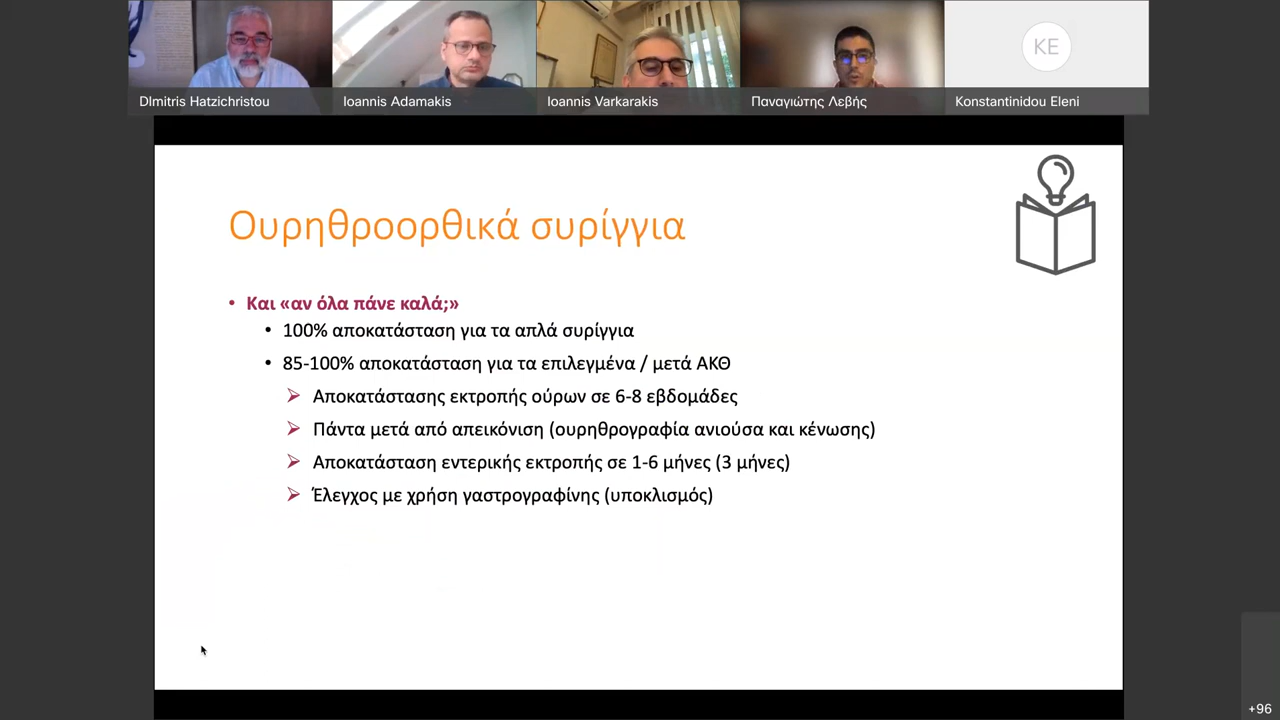 DImitris Hatzichristou
Ioannis Adamakis
Ioannis Varkarakis
Παναγιώτης Λεβής
KE
Konstantinidou Eleni
Ουρηθροορθικά συρίγγια
• Και «αν όλα πάνε καλά;»
• 100% αποκατάσταση για τα απλά συρίγγια
• 85-100% αποκατάσταση για τα επιλεγμένα / μετά ΑΚΘ
Αποκατάστασης εκτροπής ούρων σε 6-8 εβδομάδες
Πάντα μετά από απεικόνιση (ουρηθρογραφία ανιούσα και κένωσης)
Αποκατάσταση εντερικής εκτροπής σε 1-6 μήνες (3 μήνες)
Έλεγχος με χρήση γαστρογραφίνης (υποκλισμός)
+96